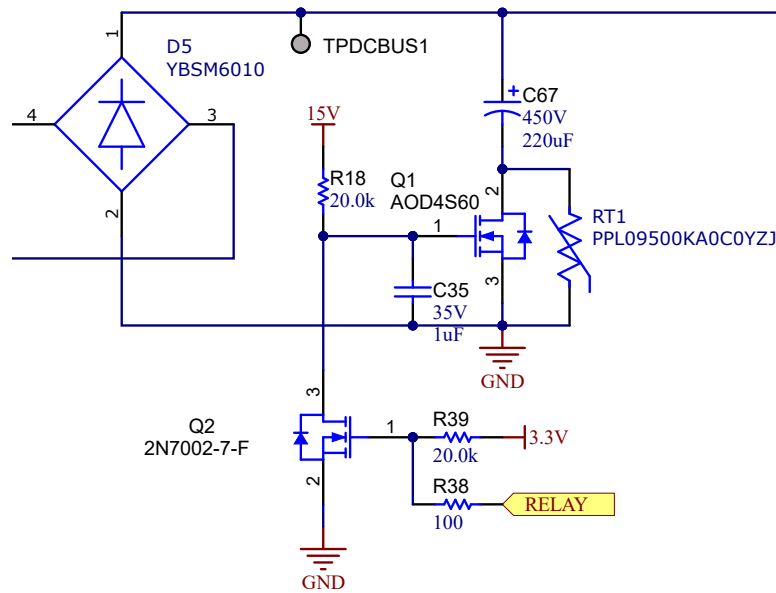 1
D5
YBSM6010
TPDCBUS1
4
3
2
15V
R18
20.0k
C67
450V
220uF
Q1
AOD4S60
2
1
3
RT1
PPL09500KA0C0YZJ
C35
35V
1uF
GND
3
Q2
2N7002-7-F
1
2
R39
20.0k
3.3V
R38
100
RELAY
GND